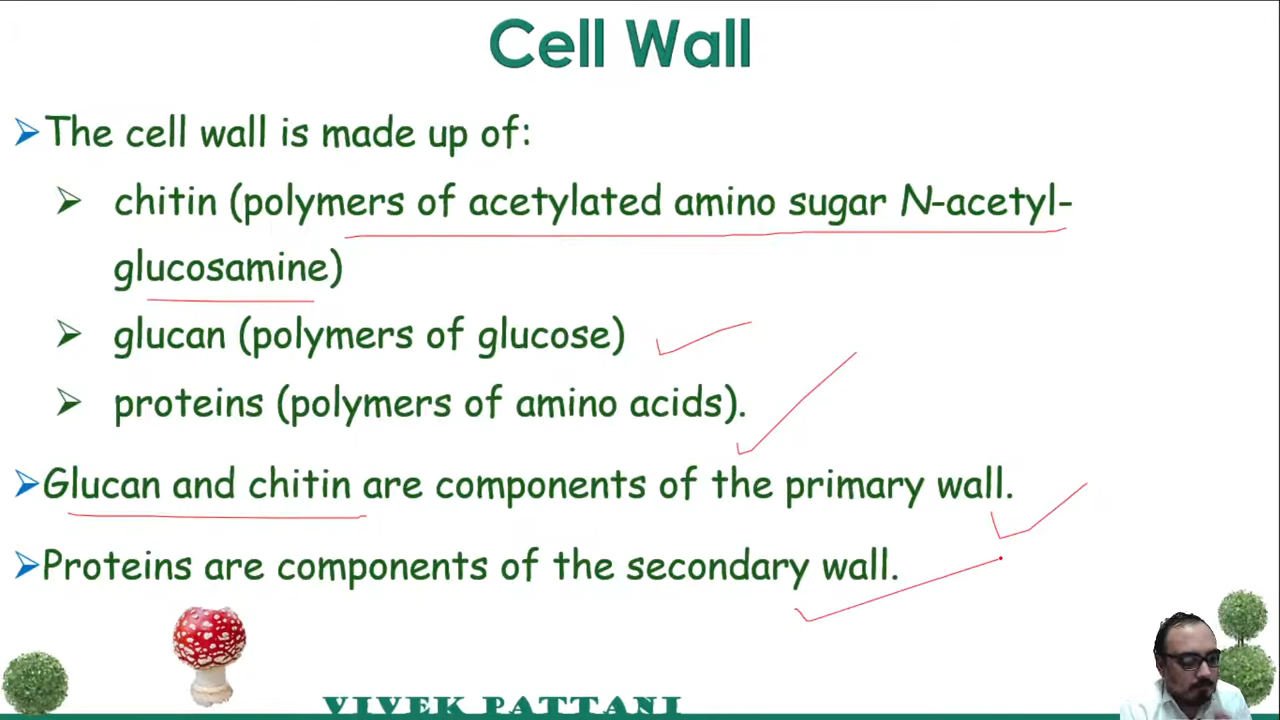 Cell Wall
The cell wall is made up of:
chitin (polymers of acetylated amino sugar N-acetyl-
glucosamine)
glucan (polymers of glucose)
proteins (polymers of amino acids).
Glucan and chitin are components of the primary wall.
Proteins are components of the secondary wall.
VIVEK PATTANI